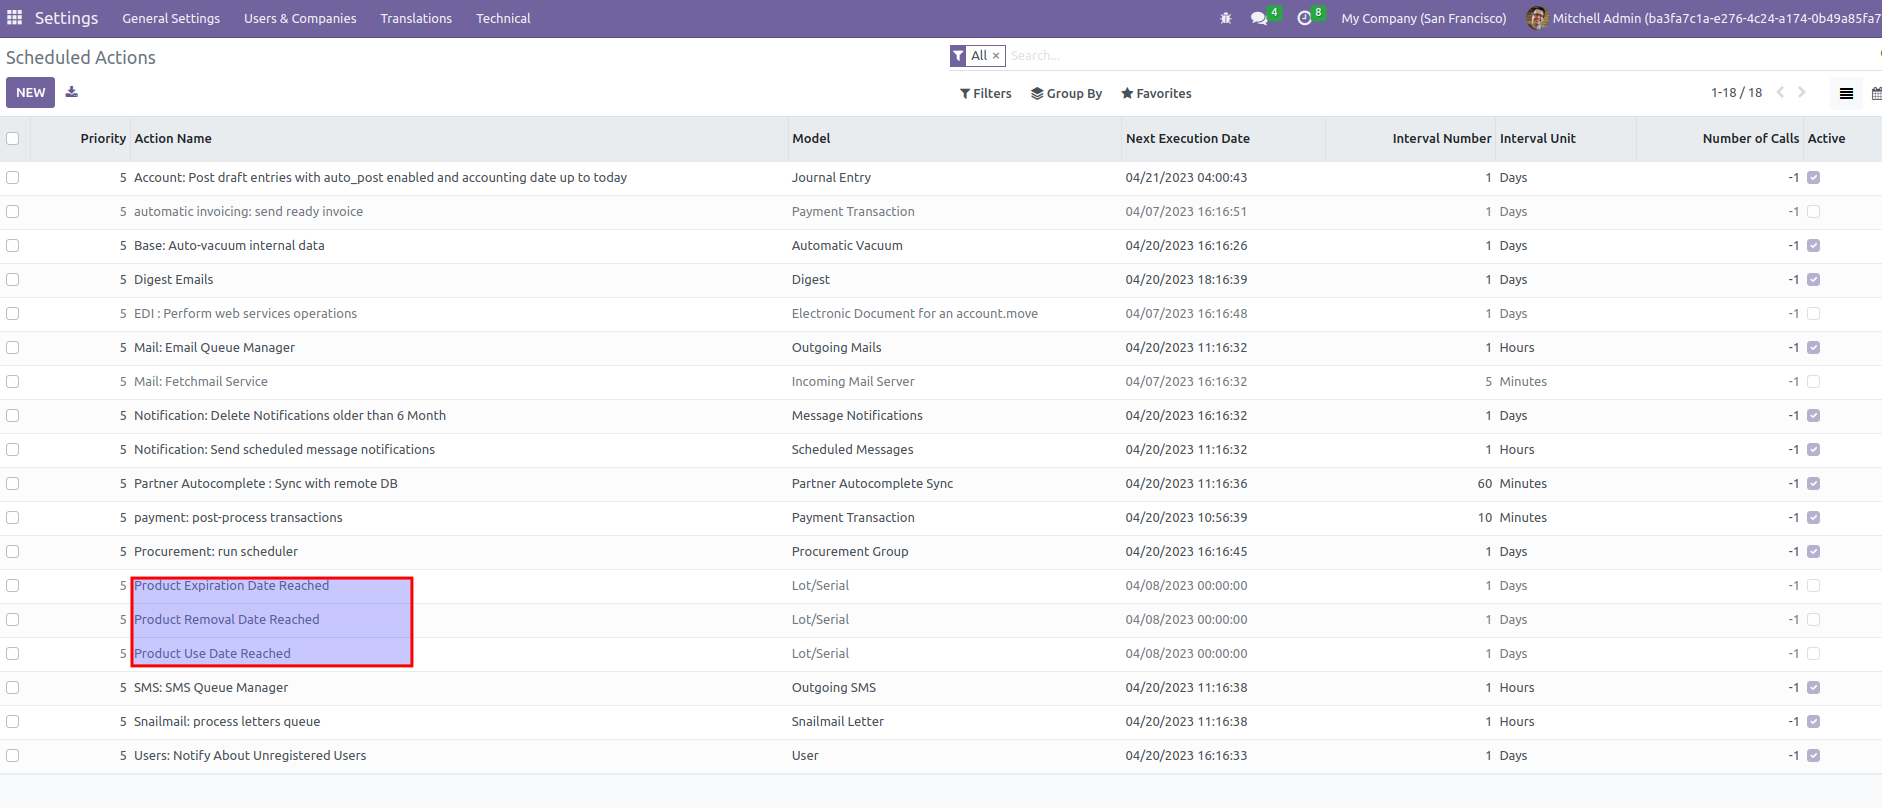 Settings General Settings Users & Companies Translations Technical 4 8 My Company (San Francisco) Mitchell Admin (ba3fa7c1a-e276-4c24-a174-0b49a85fa7
Scheduled Actions All × Search...
NEW Filters Group By Favorites 1-18 / 18
Priority Action Name Model Next Execution Date Interval Number Interval Unit Number of Calls Active
5 Account: Post draft entries with auto_post enabled and accounting date up to today Journal Entry 04/21/2023 04:00:43 1 Days -1
5 automatic invoicing: send ready invoice Payment Transaction 04/07/2023 16:16:51 1 Days -1
5 Base: Auto-vacuum internal data Automatic Vacuum 04/20/2023 16:16:26 1 Days -1
5 Digest Emails Digest 04/20/2023 18:16:39 1 Days -1
5 EDI : Perform web services operations Electronic Document for an account.move 04/07/2023 16:16:48 1 Days -1
5 Mail: Email Queue Manager Outgoing Mails 04/20/2023 11:16:32 1 Hours -1
5 Mail: Fetchmail Service Incoming Mail Server 04/07/2023 16:16:32 5 Minutes -1
5 Notification: Delete Notifications older than 6 Month Message Notifications 04/20/2023 16:16:32 1 Days -1
5 Notification: Send scheduled message notifications Scheduled Messages 04/20/2023 11:16:32 1 Hours -1
5 Partner Autocomplete : Sync with remote DB Partner Autocomplete Sync 04/20/2023 11:16:36 60 Minutes -1
5 payment: post-process transactions Payment Transaction 04/20/2023 10:56:39 10 Minutes -1
5 Procurement: run scheduler Procurement Group 04/20/2023 16:16:45 1 Days -1
5 Product Expiration Date Reached Lot/Serial 04/08/2023 00:00:00 1 Days -1
5 Product Removal Date Reached Lot/Serial 04/08/2023 00:00:00 1 Days -1
5 Product Use Date Reached Lot/Serial 04/08/2023 00:00:00 1 Days -1
5 SMS: SMS Queue Manager Outgoing SMS 04/20/2023 11:16:38 1 Hours -1
5 Snailmail: process letters queue Snailmail Letter 04/20/2023 11:16:38 1 Hours -1
5 Users: Notify About Unregistered Users User 04/20/2023 16:16:33 1 Days -1